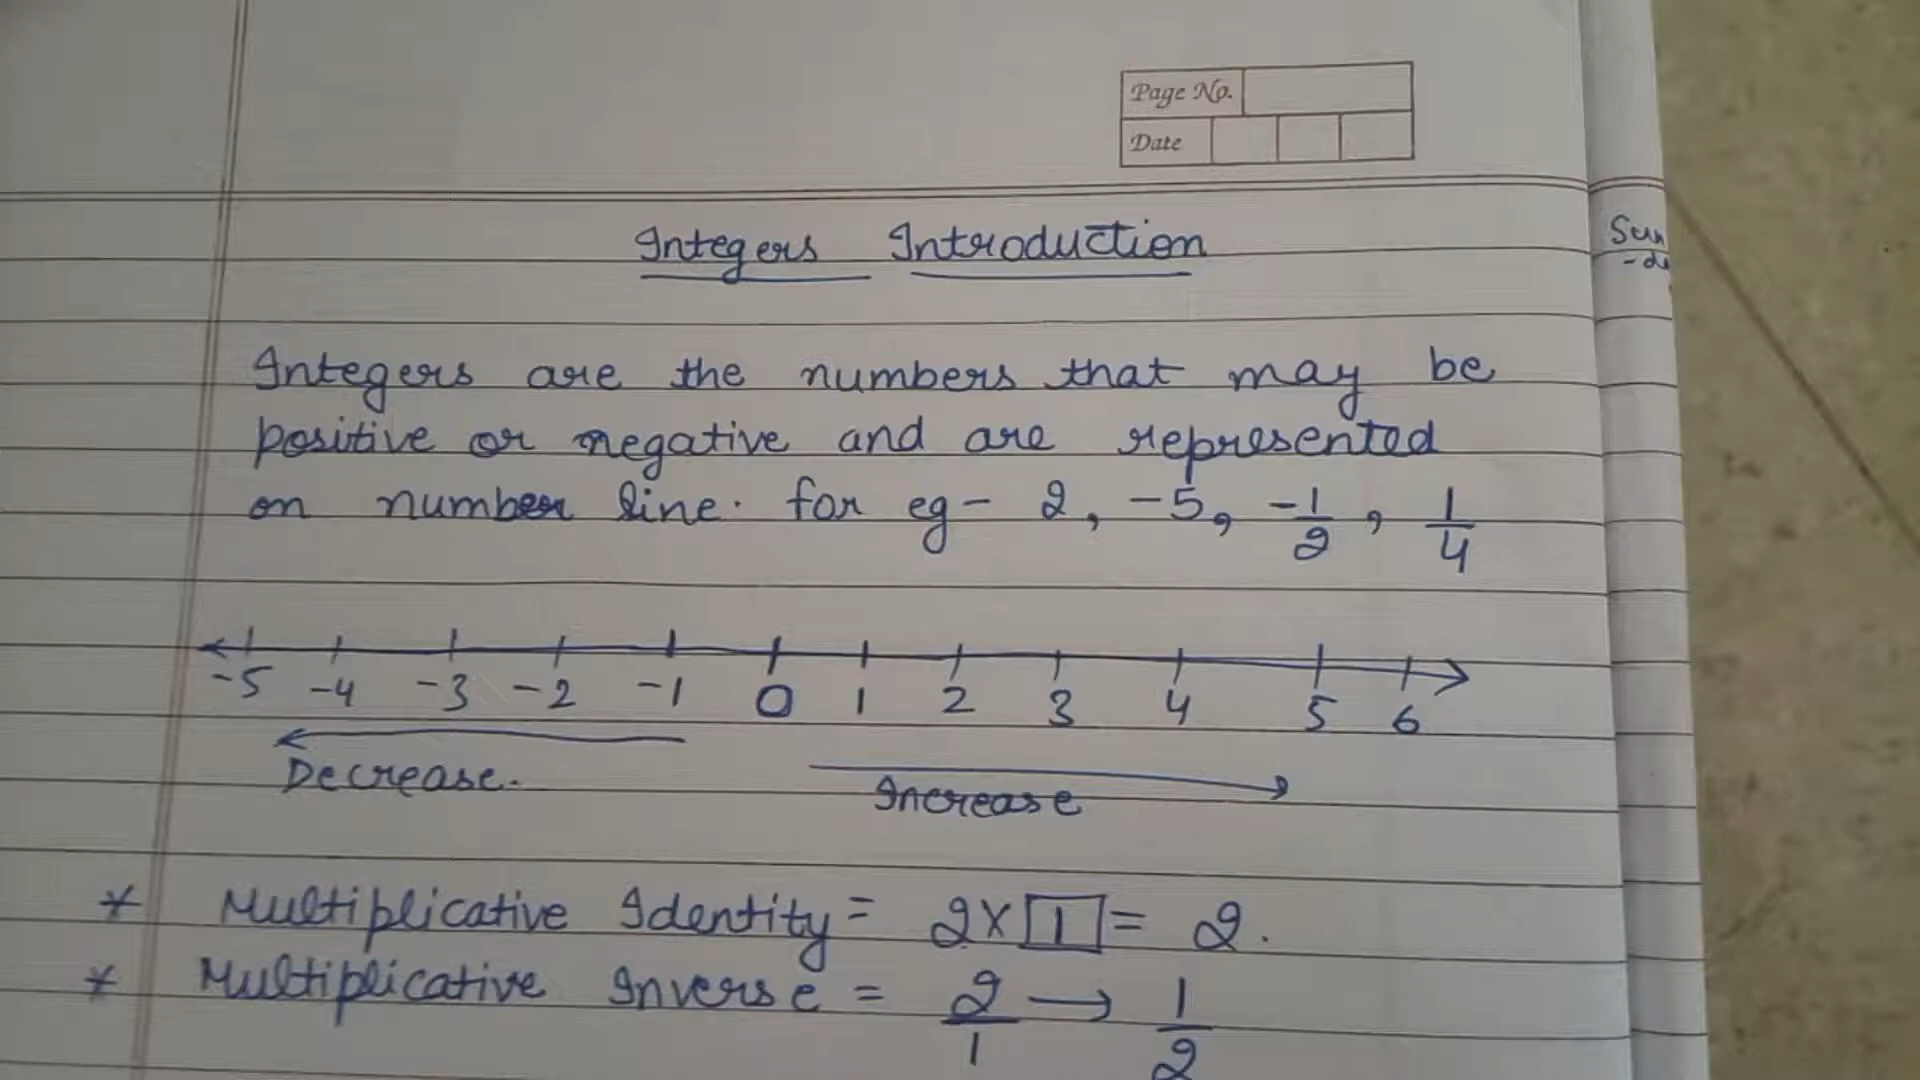 Page No.
Date
Integers Introduction
Integers are the numbers that may be
positive or negative and are represented
on number line. for eg - 2, -5, -1/2, 1/4
-5 -4 -3 -2 -1 0 1 2 3 4 5 6
Decrease.
Increase
* Multiplicative Identity = 2 × 1 = 2.
* Multiplicative Inverse = 2/1 → 1/2